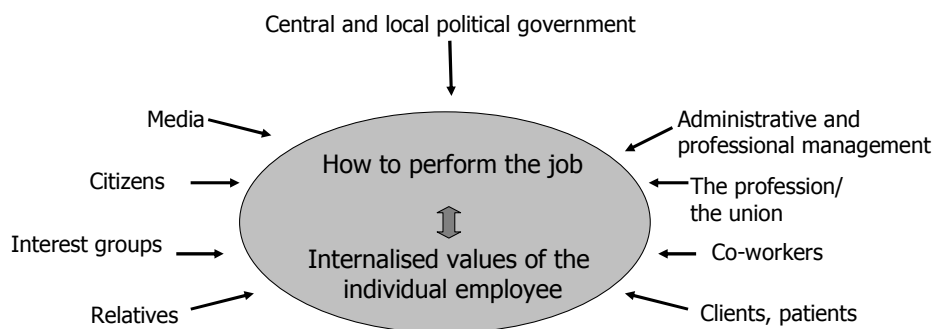 Central and local political government
Media
Administrative and
professional management
How to perform the job
Citizens
The profession/
the union
Interest groups
Internalised values of the
individual employee
Co-workers
Relatives
Clients, patients